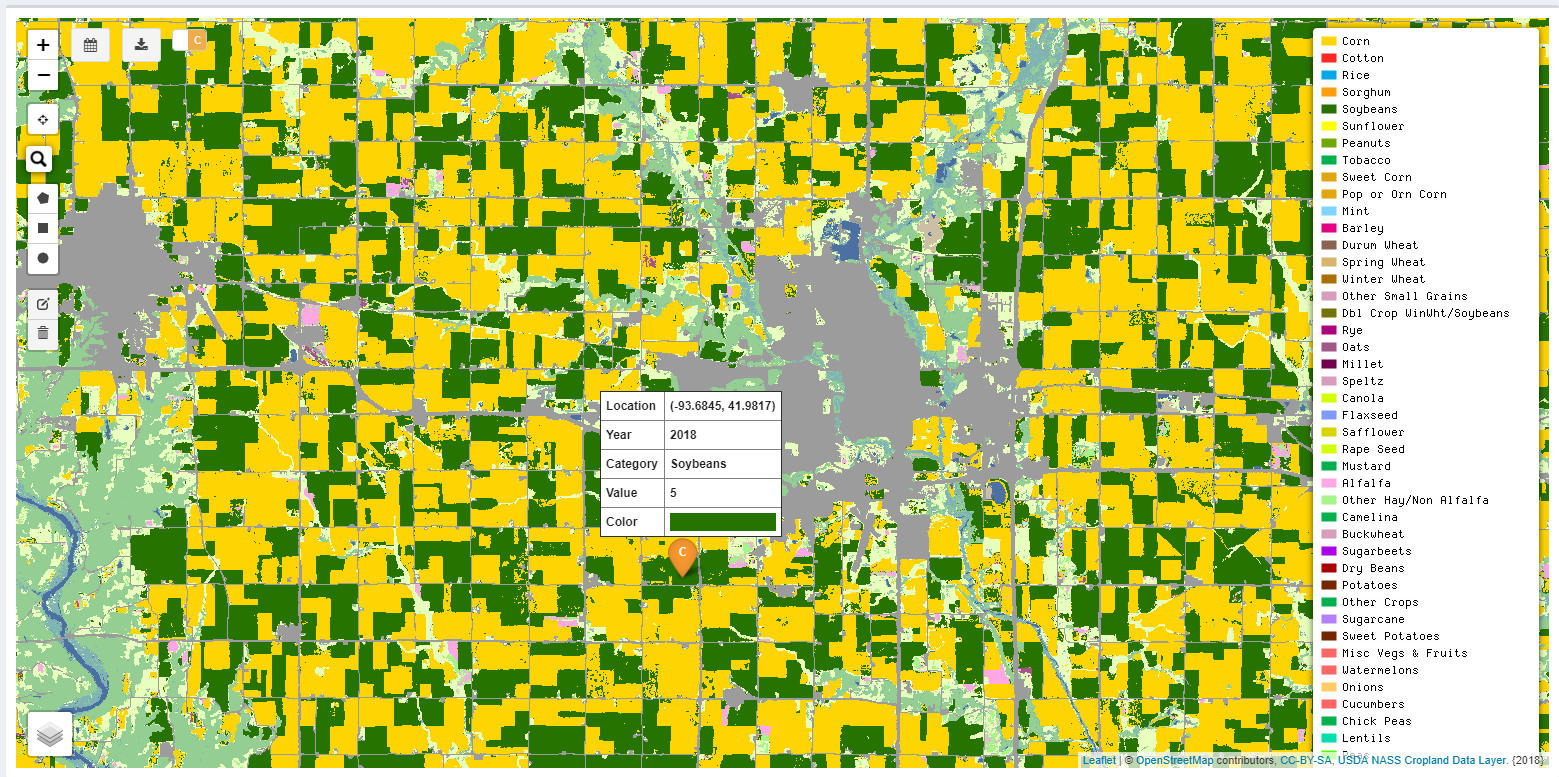 +
C
−
Location (-93.6845, 41.9817)
Year 2018
Category Soybeans
Value 5
Color
C
Corn
Cotton
Rice
Sorghum
Soybeans
Sunflower
Peanuts
Tobacco
Sweet Corn
Pop or Orn Corn
Mint
Barley
Durum Wheat
Spring Wheat
Winter Wheat
Other Small Grains
Dbl Crop WinWht/Soybeans
Rye
Oats
Millet
Speltz
Canola
Flaxseed
Safflower
Rape Seed
Mustard
Alfalfa
Other Hay/Non Alfalfa
Camelina
Buckwheat
Sugarbeets
Dry Beans
Potatoes
Other Crops
Sugarcane
Sweet Potatoes
Misc Vegs & Fruits
Watermelons
Onions
Cucumbers
Chick Peas
Lentils
Peas
Leaflet | © OpenStreetMap contributors, CC-BY-SA, USDA NASS Cropland Data Layer. {2018}